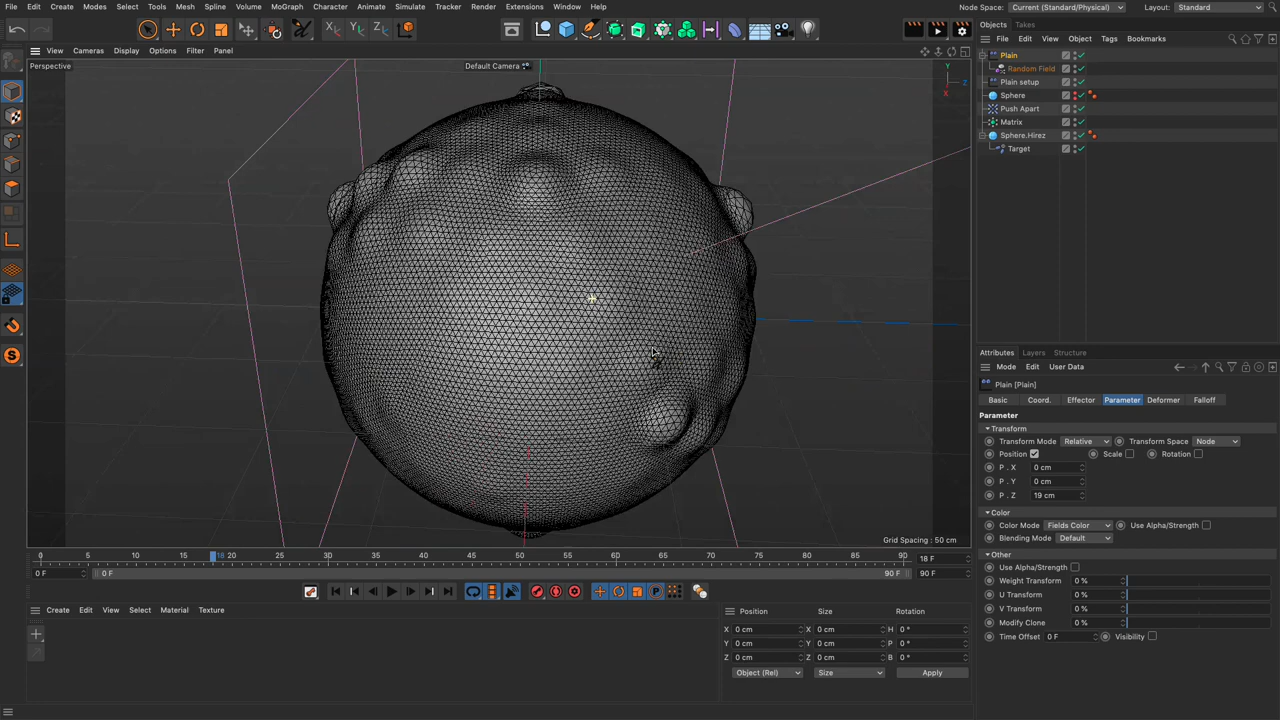 File Edit Create Modes Select Tools Mesh Spline Volume MoGraph Character Animate Simulate Tracker Render Extensions Window Help
Node Space: Current (Standard/Physical) Layout: Standard
X Y Z
View Cameras Display Options Filter Panel
Perspective
Default Camera
Y
Z
X
Grid Spacing : 50 cm
0 5 10 15 18 20 25 30 35 40 45 50 55 60 65 70 75 80 85 90
18 F
0 F
0 F
90 F
90 F
Create Edit View Select Material Texture
Position Size Rotation
X 0 cm X 0 cm H 0 °
Y 0 cm Y 0 cm P 0 °
Z 0 cm Z 0 cm B 0 °
Object (Rel) Size Apply
Objects Takes
File Edit View Object Tags Bookmarks
Plain
Random Field
Plain setup
Sphere
Push Apart
Matrix
Sphere.Hirez
Target
Attributes Layers Structure
Mode Edit User Data
Plain [Plain]
Basic Coord. Effector Parameter Deformer Falloff
Parameter
Transform
Transform Mode Relative Transform Space Node
Position Scale Rotation
P . X 0 cm
P . Y 0 cm
P . Z 19 cm
Color
Color Mode Fields Color Use Alpha/Strength
Blending Mode Default
Other
Use Alpha/Strength
Weight Transform 0 %
U Transform 0 %
V Transform 0 %
Modify Clone 0 %
Time Offset 0 F Visibility